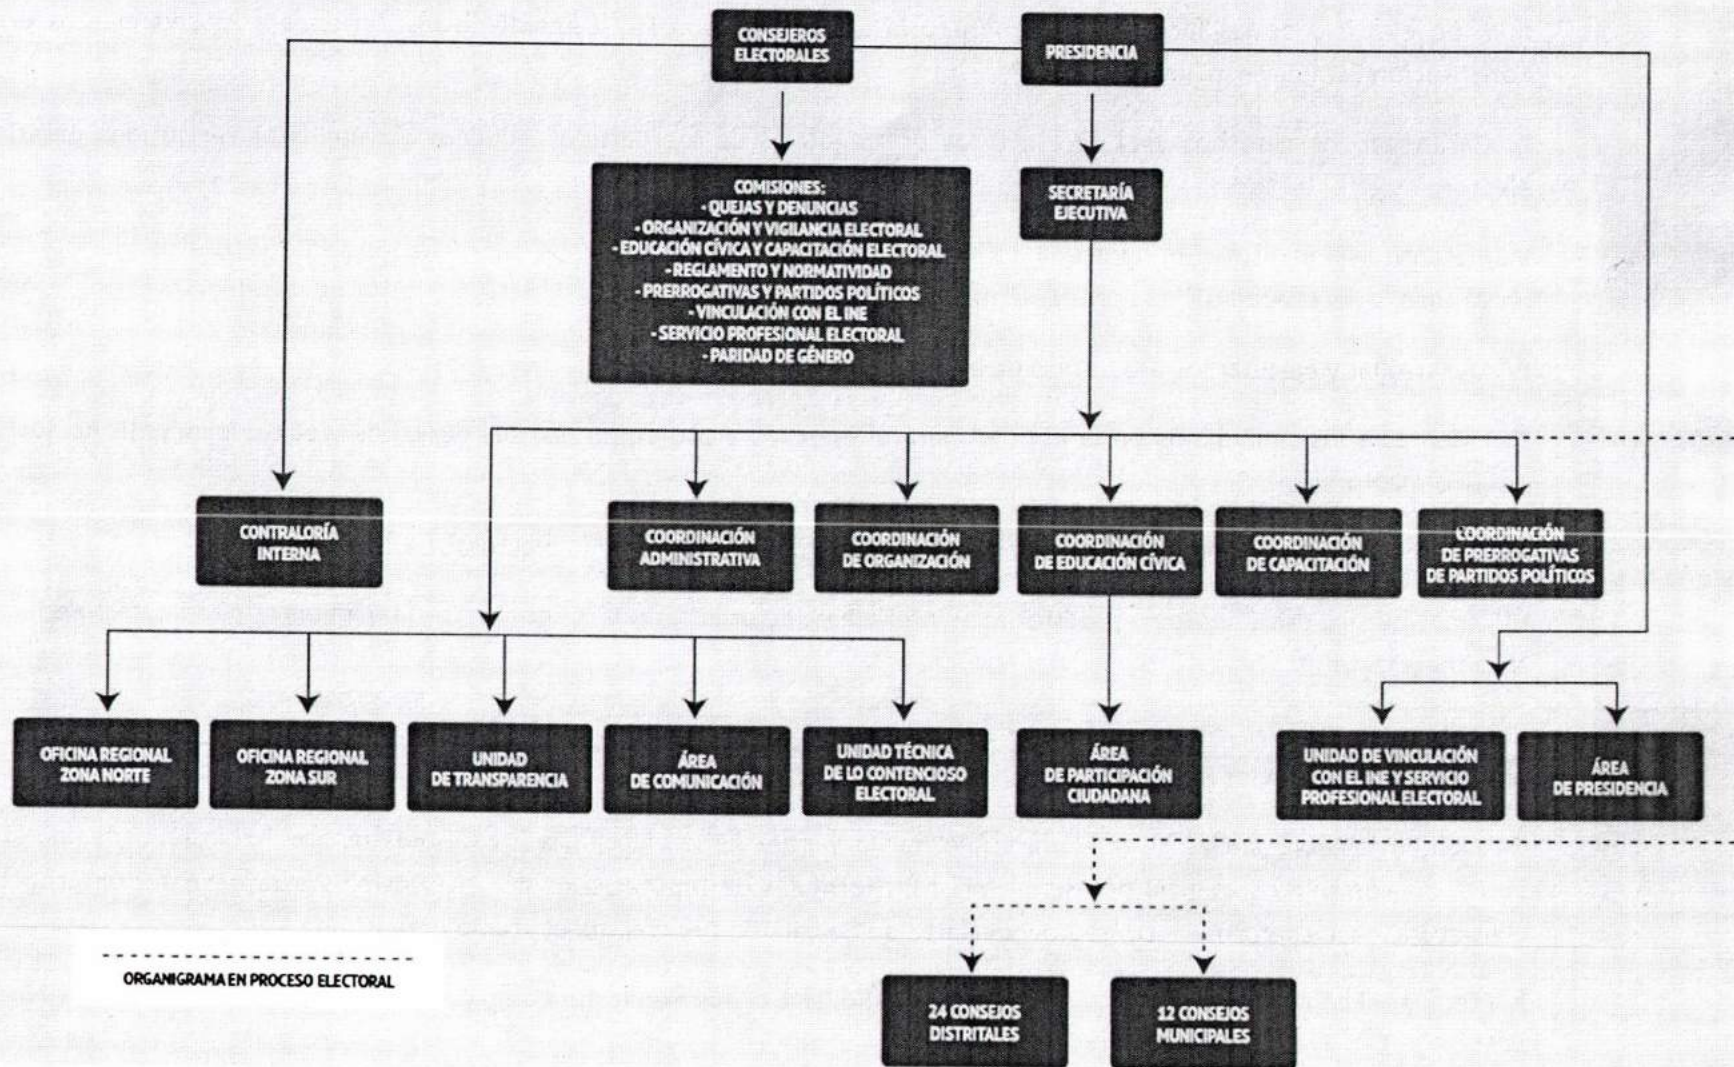 CONSEJEROS
ELECTORALES
PRESIDENCIA
COMISIONES:
- QUEJAS Y DENUNCIAS
- ORGANIZACIÓN Y VIGILANCIA ELECTORAL
- EDUCACIÓN CÍVICA Y CAPACITACIÓN ELECTORAL
- REGLAMENTO Y NORMATIVIDAD
- PRERROGATIVAS Y PARTIDOS POLÍTICOS
- VINCULACIÓN CON EL INE
- SERVICIO PROFESIONAL ELECTORAL
- PARIDAD DE GÉNERO
SECRETARÍA
EJECUTIVA
CONTRALORÍA
INTERNA
COORDINACIÓN
ADMINISTRATIVA
COORDINACIÓN
DE ORGANIZACIÓN
COORDINACIÓN
DE EDUCACIÓN CÍVICA
COORDINACIÓN
DE CAPACITACIÓN
COORDINACIÓN
DE PRERROGATIVAS
DE PARTIDOS POLÍTICOS
OFICINA REGIONAL
ZONA NORTE
OFICINA REGIONAL
ZONA SUR
UNIDAD
DE TRANSPARENCIA
ÁREA
DE COMUNICACIÓN
UNIDAD TÉCNICA
DE LO CONTENCIOSO
ELECTORAL
ÁREA
DE PARTICIPACIÓN
CIUDADANA
UNIDAD DE VINCULACIÓN
CON EL INE Y SERVICIO
PROFESIONAL ELECTORAL
ÁREA
DE PRESIDENCIA
ORGANIGRAMA EN PROCESO ELECTORAL
24 CONSEJOS
DISTRITALES
12 CONSEJOS
MUNICIPALES